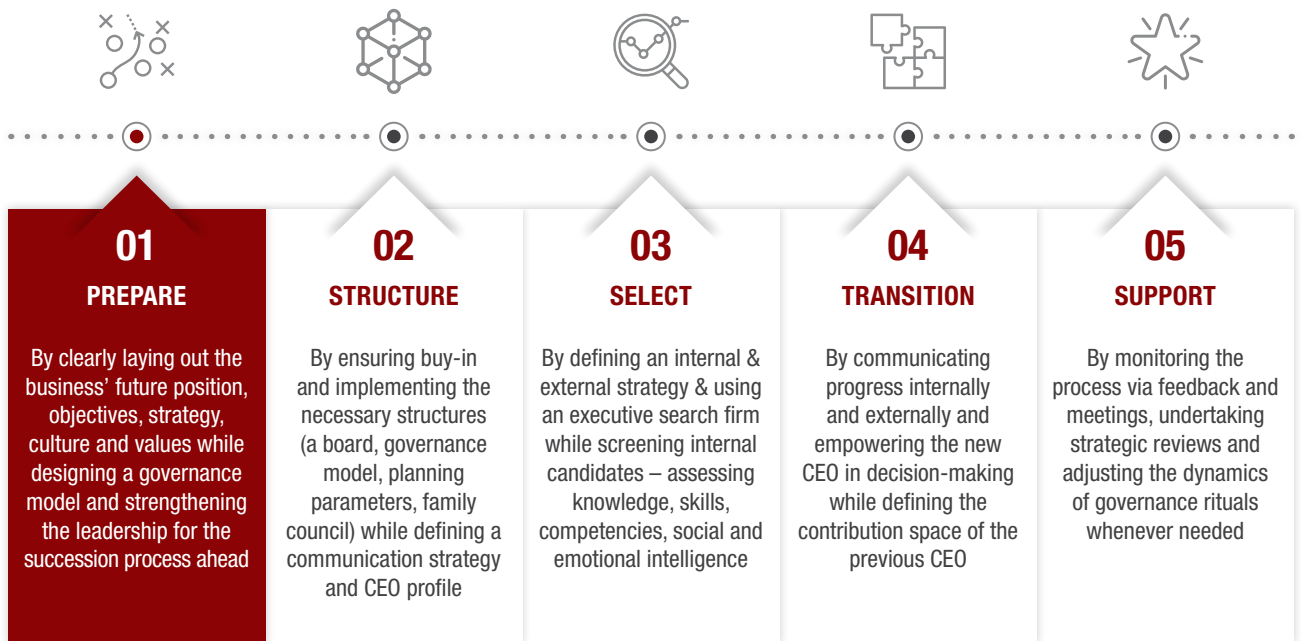 01
PREPARE
By clearly laying out the
business’ future position,
objectives, strategy,
culture and values while
designing a governance
model and strengthening
the leadership for the
succession process ahead
02
STRUCTURE
By ensuring buy-in
and implementing the
necessary structures
(a board, governance
model, planning
parameters, family
council) while defining a
communication strategy
and CEO profile
03
SELECT
By defining an internal &
external strategy & using
an executive search firm
while screening internal
candidates – assessing
knowledge, skills,
competencies, social and
emotional intelligence
04
TRANSITION
By communicating
progress internally
and externally and
empowering the new
CEO in decision-making
while defining the
contribution space of the
previous CEO
05
SUPPORT
By monitoring the
process via feedback and
meetings, undertaking
strategic reviews and
adjusting the dynamics
of governance rituals
whenever needed